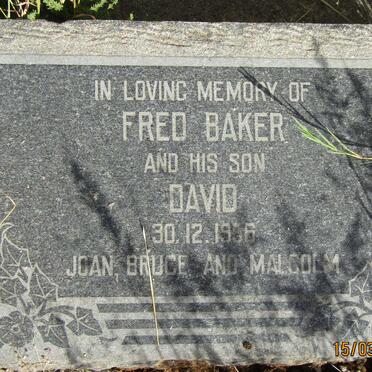 IN LOVING MEMORY OF
FRED BAKER
AND HIS SON
DAVID
30.12.1956
JOAN, BRUCE AND MALCOLM
15/03